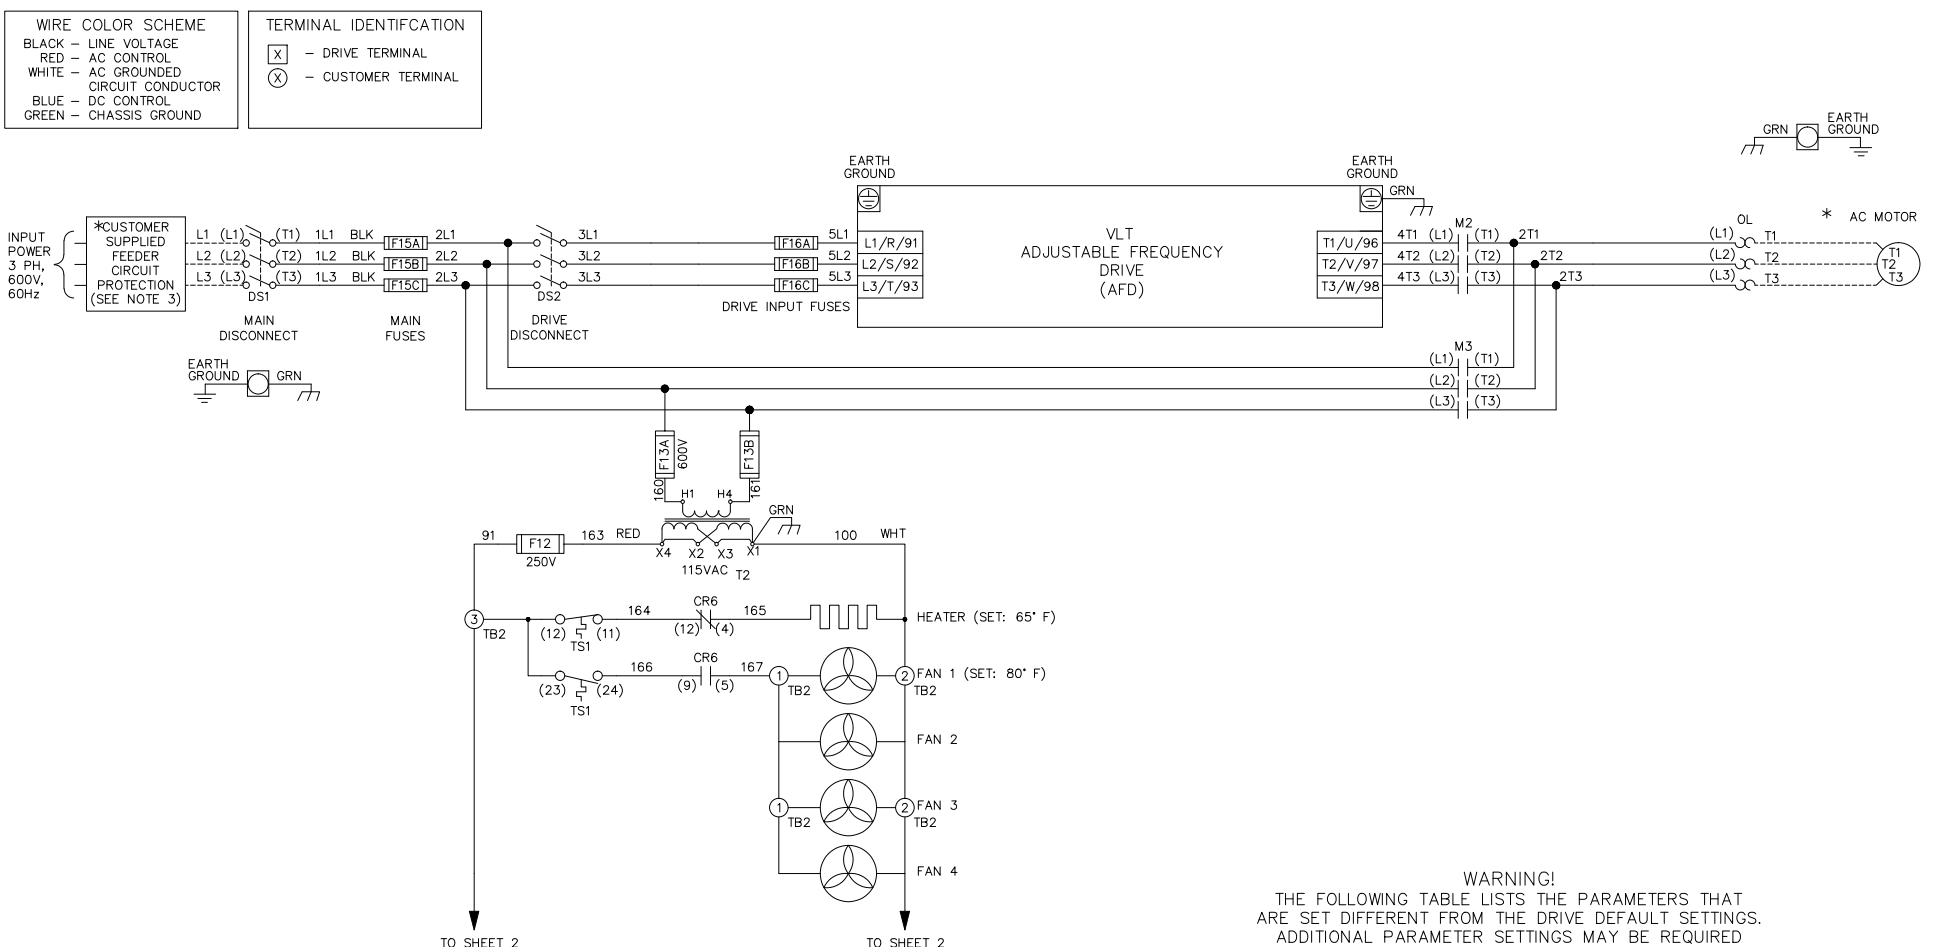 WIRE COLOR SCHEME
BLACK – LINE VOLTAGE
RED – AC CONTROL
WHITE – AC GROUNDED
CIRCUIT CONDUCTOR
BLUE – DC CONTROL
GREEN – CHASSIS GROUND
TERMINAL IDENTIFCATION
X – DRIVE TERMINAL
X – CUSTOMER TERMINAL
INPUT
POWER
3 PH,
600V,
60Hz
*CUSTOMER
SUPPLIED
FEEDER
CIRCUIT
PROTECTION
(SEE NOTE 3)
L1 (L1) (T1) 1L1 BLK F15A 2L1 3L1 F16A 5L1 L1/R/91
L2 (L2) (T2) 1L2 BLK F15B 2L2 3L2 F16B 5L2 L2/S/92
L3 (L3) (T3) 1L3 BLK F15C 2L3 3L3 F16C 5L3 L3/T/93
DS1
DS2
MAIN
DISCONNECT
MAIN
FUSES
DRIVE
DISCONNECT
DRIVE INPUT FUSES
EARTH
GROUND
GRN
EARTH
GROUND
VLT
ADJUSTABLE FREQUENCY
DRIVE
(AFD)
EARTH
GROUND
GRN
GRN
EARTH
GROUND
M2
OL
* AC MOTOR
T1/U/96 4T1 (L1) (T1) 2T1 (L1) T1
T2/V/97 4T2 (L2) (T2) 2T2 (L2) T2
T3/W/98 4T3 (L3) (T3) 2T3 (L3) T3
T1
T2
T3
M3
(L1) (T1)
(L2) (T2)
(L3) (T3)
F13A
600V
F13B
160
161
H1 H4
GRN
91 F12 163 RED
250V
X4 X2 X3 X1
100 WHT
115VAC T2
3
TB2
(12) (11)
TS1
164
CR6
(12) (4)
165
HEATER (SET: 65° F)
(23) (24)
TS1
166
CR6
(9) (5)
167
1
TB2
2
TB2
FAN 1 (SET: 80° F)
FAN 2
1
TB2
2
TB2
FAN 3
FAN 4
TO SHEET 2
TO SHEET 2
WARNING!
THE FOLLOWING TABLE LISTS THE PARAMETERS THAT
ARE SET DIFFERENT FROM THE DRIVE DEFAULT SETTINGS.
ADDITIONAL PARAMETER SETTINGS MAY BE REQUIRED